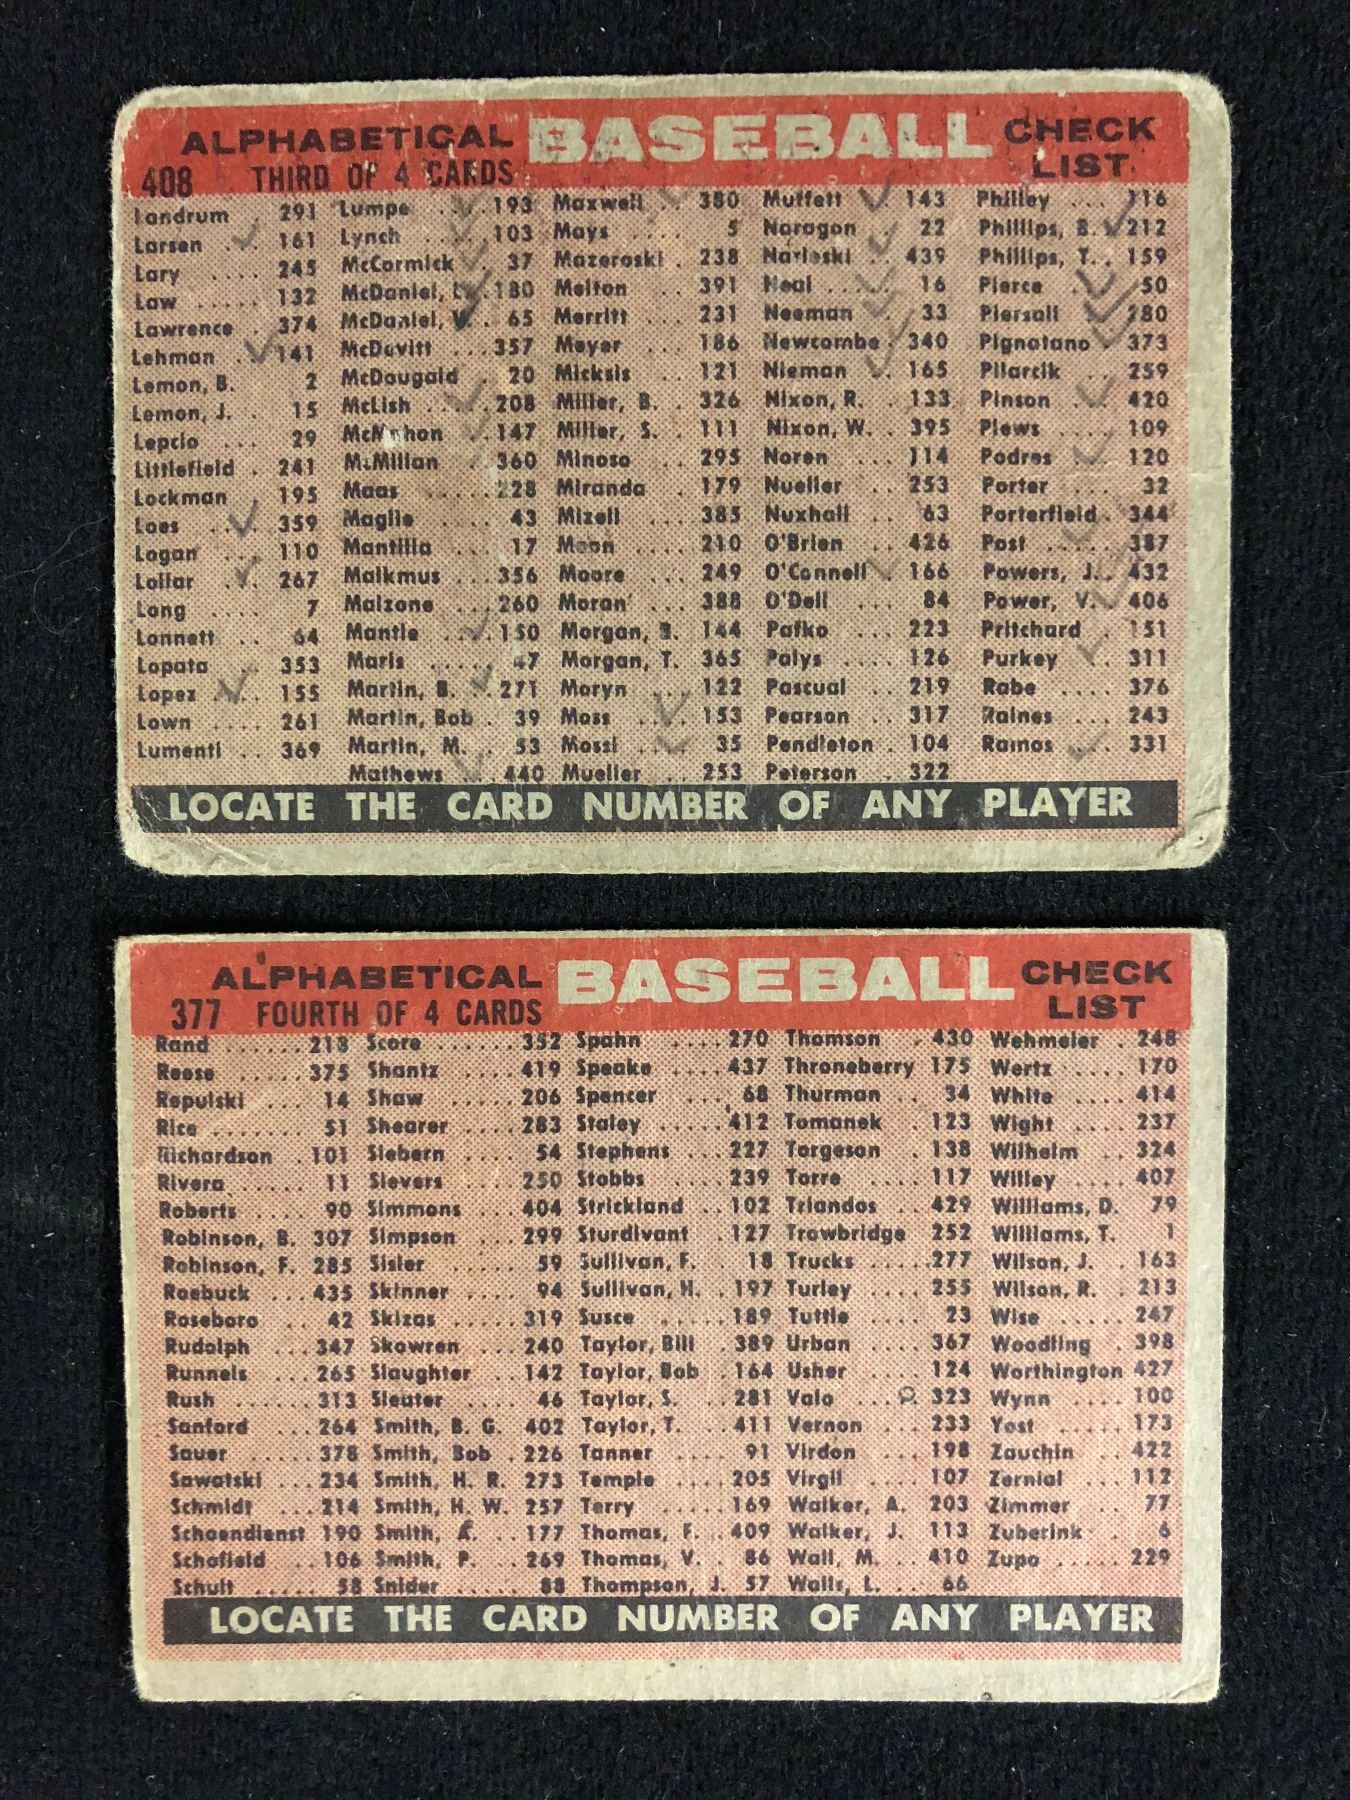 ALPHABETICAL BASEBALL CHECK
408 THIRD OF 4 CARDS LIST
Landrum . 291
Larsen . 161
Lary .... 245
Law ..... 132
Lawrence . 374
Lehman . 141
Lemon, B. 2
Lemon, J. . 15
Lepcio ... 29
Littlefield . 241
Lockman . 195
Loes ... 359
Logan ... 110
Lollar ... 267
Long .... 7
Lonnett .. 64
Lopata .. 353
Lopez ... 155
Lown .... 261
Lumenti .. 369
Lumpe ... 193
Lynch .... 103
McCormick . 37
McDaniel, L. . 180
McDaniel, V. . 65
McDevitt ... 357
McDougald 20
McLish .... 208
McMahon .. 147
McMillan . 360
Maas ..... 228
Maglie .... 43
Mantilla ... 17
Malkmus ... 356
Malzone ... 260
Mantle .... 150
Maris ..... 47
Martin, B. .. 271
Martin, Bob . 39
Martin, M. . 53
Mathews ... 440
Maxwell .. 380
Mays .... 5
Mazeroski . 238
Melton .. 391
Merritt ... 231
Meyer ... 186
Micksis .. 121
Miller, B. . 326
Miller, S. . 111
Minoso .. 295
Miranda . 179
Mizell ... 385
Moon .... 210
Moore ... 249
Moran ... 388
Morgan, B. 144
Morgan, T. 365
Moryn ... 122
Moss .... 153
Mossi ... 35
Mueller .. 253
Muffett . 143
Naragon 22
Narleski . 439
Neal ... 16
Neeman . 33
Newcombe . 340
Nieman . 165
Nixon, R. . 133
Nixon, W. . 395
Noren ... 114
Nueller .. 253
Nuxhall .. 63
O'Brien .. 426
O'Connell . 166
O'Dell ... 84
Pafko ... 223
Palys .... 126
Pascual .. 219
Pearson .. 317
Pendleton . 104
Peterson . 322
Philley ... 116
Phillips, B. . 212
Phillips, T. . 159
Pierce ... 50
Piersall .. 280
Pignatano . 373
Pilarcik .. 259
Pinson .. 420
Plews ... 109
Podres .. 120
Porter ... 32
Porterfield . 344
Post .... 387
Powers, J. . 432
Power, V. . 406
Pritchard . 151
Purkey .. 311
Rabe .... 376
Raines ... 243
Ramos .. 331
LOCATE THE CARD NUMBER OF ANY PLAYER
ALPHABETICAL BASEBALL CHECK
377 FOURTH OF 4 CARDS LIST
Rand ...... 218
Reese ..... 375
Repulski ... 14
Rice ....... 51
Richardson . 101
Rivera ..... 11
Roberts ... 90
Robinson, B. 307
Robinson, F. 285
Roebuck ... 435
Roseboro .. 42
Rudolph ... 347
Runnels ... 265
Rush ..... 313
Sanford .. 264
Sauer .... 378
Sawatski .. 234
Schmidt ... 214
Schoendienst 190
Schofield .. 106
Schult ..... 58
Score ...... 352
Shantz .... 419
Shaw ..... 206
Shearer .... 283
Siebern .... 54
Sievers .... 250
Simmons ... 404
Simpson ... 299
Sisler ..... 59
Skinner .... 94
Skizas ..... 319
Skowren ... 240
Slaughter .. 142
Sleater .... 46
Smith, B. G. 402
Smith, Bob . 226
Smith, H. R. 273
Smith, H. W. 257
Smith, . . 177
Smith, P. .. 269
Snider ..... 88
Spahn .... 270
Speake .... 437
Spencer ... 68
Staley .... 412
Stephens ... 227
Stobbs .... 239
Strickland .. 102
Sturdivant . 127
Sullivan, F. . 18
Sullivan, H. . 197
Susce ..... 189
Taylor, Bill . 389
Taylor, Bob . 164
Taylor, S. .. 281
Taylor, T. .. 411
Tanner .... 91
Temple .... 205
Terry ..... 169
Thomas, F. . 409
Thomas, V. . 86
Thompson, J. 57
Thomson . 430
Throneberry 175
Thurman .. 34
Tomanek . 123
Torgeson . 138
Torre .... 117
Triandos .. 429
Trowbridge 252
Trucks .... 277
Turley ... 255
Tuttle .... 23
Urban .... 367
Usher .... 124
Valo .... 323
Vernon ... 233
Virdon ... 198
Virgil .... 107
Walker, A. 203
Walker, J. 113
Wall, M. . 410
Walls, L. .. 66
Wehmeier . 248
Wertz .... 170
White .... 414
Wight .... 237
Wilhelm .. 324
Willey .... 407
Williams, D. 79
Williams, T. 1
Wilson, J. . 163
Wilson, R. . 213
Wise .... 247
Woodling . 398
Worthington 427
Wynn .... 100
Yost ..... 173
Zauchin .. 422
Zernial ... 112
Zimmer .. 77
Zuberink . 6
Zupo ..... 229
LOCATE THE CARD NUMBER OF ANY PLAYER